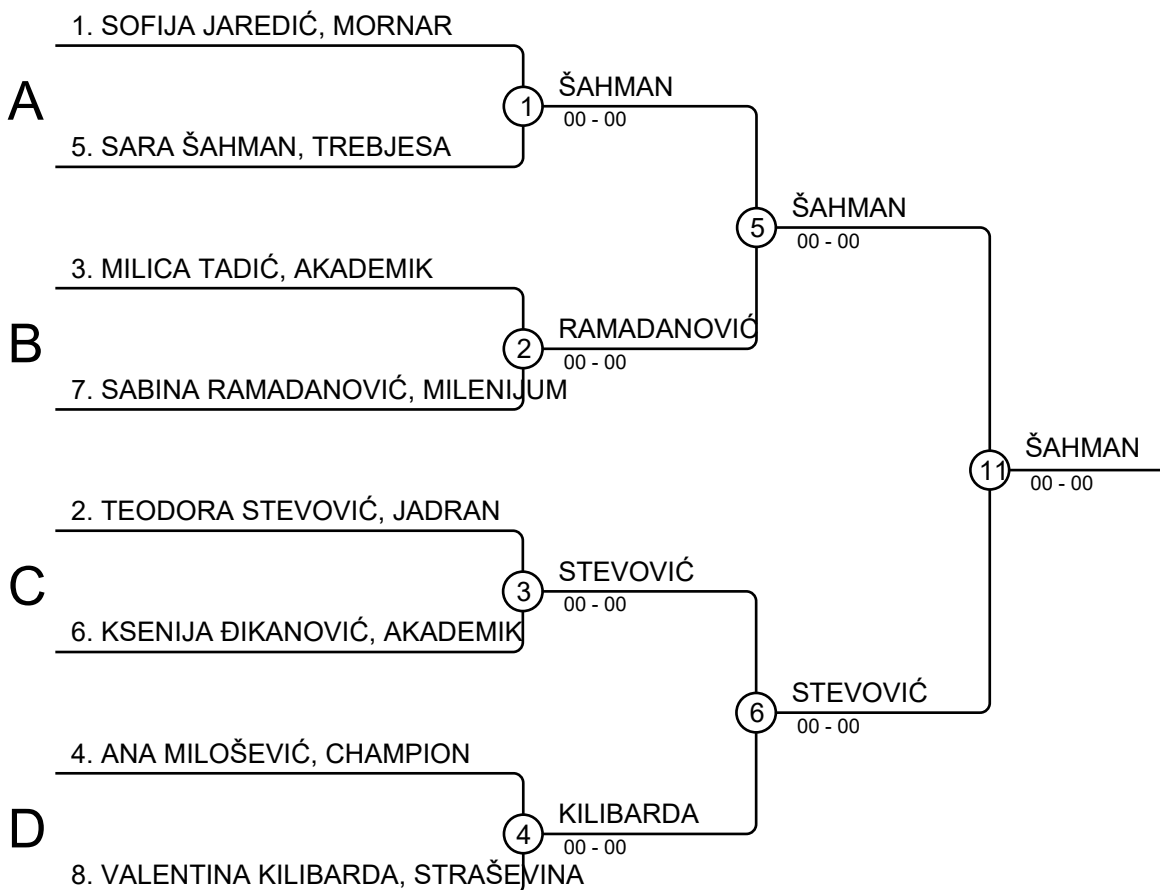 1. SOFIJA JAREDIĆ, MORNAR
A
1
ŠAHMAN
00 - 00
5. SARA ŠAHMAN, TREBJESA
5
ŠAHMAN
00 - 00
3. MILICA TADIĆ, AKADEMIK
B
2
RAMADANOVIĆ
00 - 00
7. SABINA RAMADANOVIĆ, MILENIJUM
11
ŠAHMAN
00 - 00
2. TEODORA STEVOVIĆ, JADRAN
C
3
STEVOVIĆ
00 - 00
6. KSENIJA ĐIKANOVIĆ, AKADEMIK
6
STEVOVIĆ
00 - 00
4. ANA MILOŠEVIĆ, CHAMPION
D
4
KILIBARDA
00 - 00
8. VALENTINA KILIBARDA, STRAŠEVINA